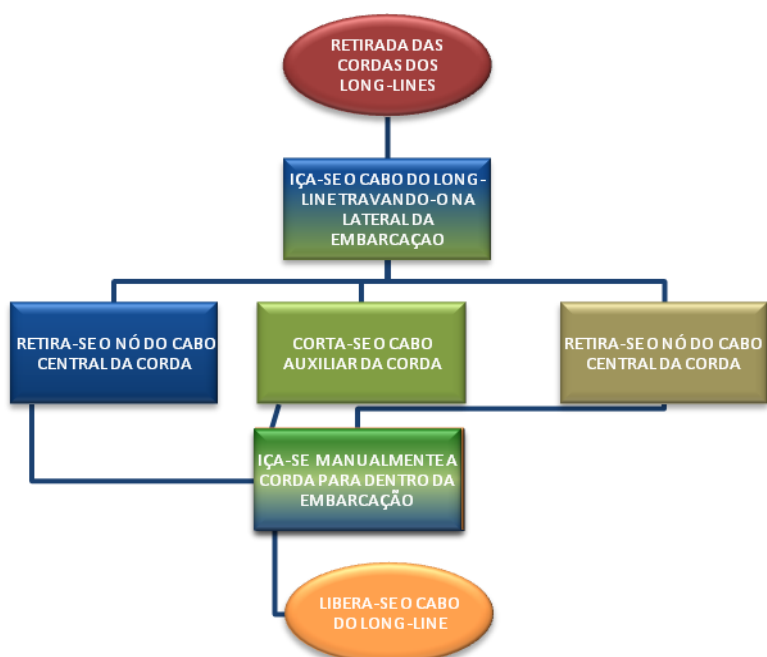 RETIRADA DAS
CORDAS DOS
LONG-LINES
IÇA-SE O CABO DO LONG-
LINE TRAVANDO-O NA
LATERAL DA
EMBARCAÇAO
RETIRA-SE O NÓ DO CABO
CENTRAL DA CORDA
CORTA-SE O CABO
AUXILIAR DA CORDA
RETIRA-SE O NÓ DO CABO
CENTRAL DA CORDA
IÇA-SE MANUALMENTE A
CORDA PARA DENTRO DA
EMBARCAÇÃO
LIBERA-SE O CABO
DO LONG-LINE